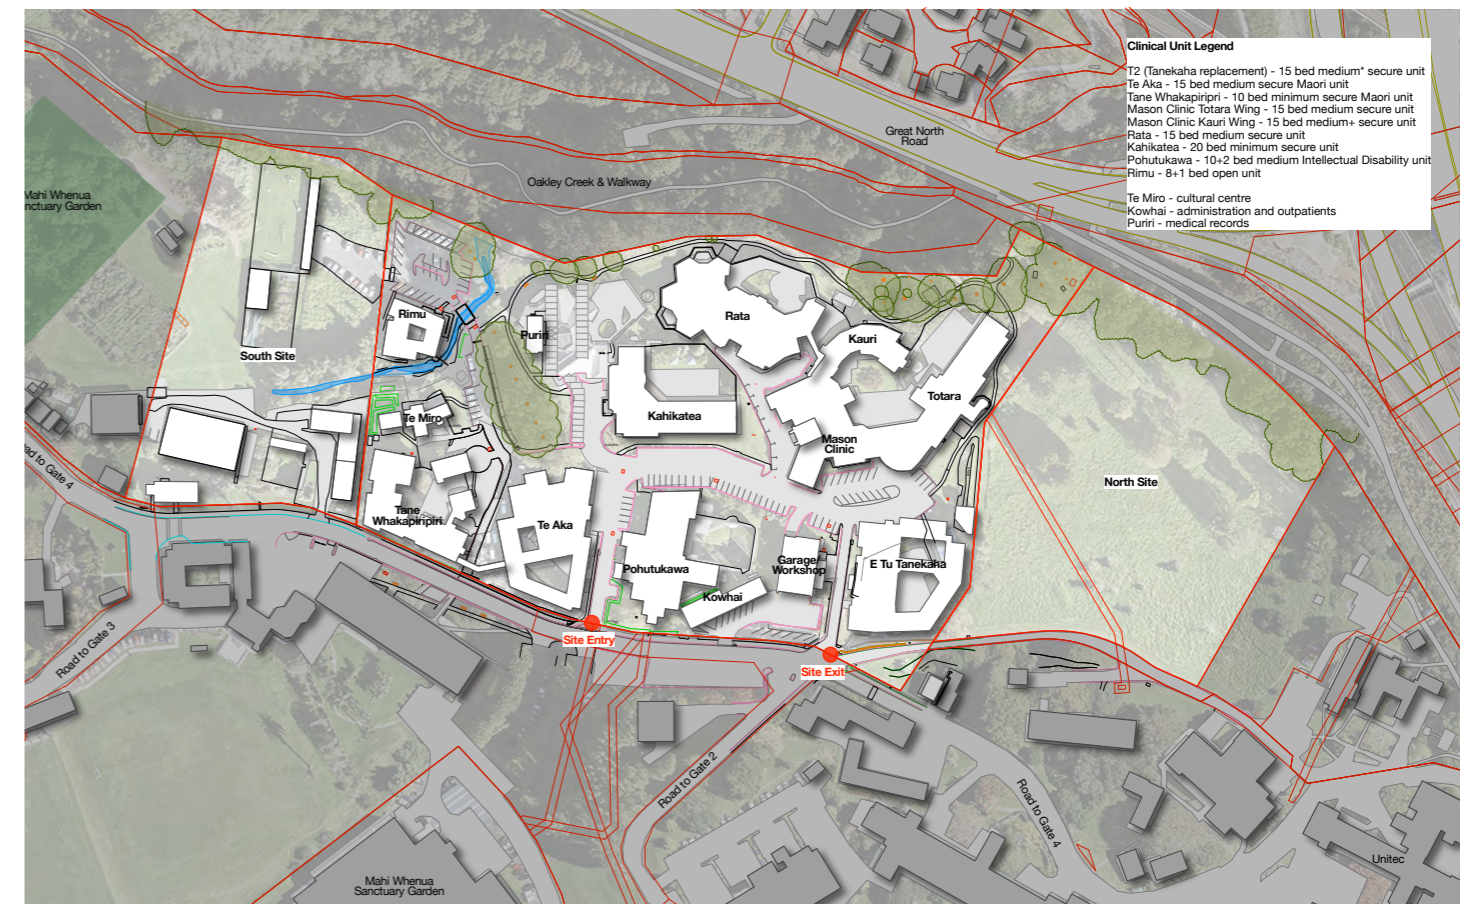 Clinical Unit Legend
T2 (Tanekaha replacement) - 15 bed medium* secure unit
Te Aka - 15 bed medium secure Maori unit
Tane Whakapiripri - 10 bed minimum secure Maori unit
Mason Clinic Totara Wing - 15 bed medium secure unit
Mason Clinic Kauri Wing - 15 bed medium+ secure unit
Rata - 15 bed medium secure unit
Kahikatea - 20 bed minimum secure unit
Pohutukawa - 10+2 bed medium Intellectual Disability unit
Rimu - 8+1 bed open unit
Te Miro - cultural centre
Kowhai - administration and outpatients
Puriri - medical records
Great North
Road
Oakley Creek & Walkway
Mahi Whenua
nctuary Garden
Rimu
Puriri
Rata
Kauri
South Site
Totara
Te Miro
Kahikatea
Mason
Clinic
ad to Gate 4
North Site
Tane
Whakapiripiri
Te Aka
Pohutukawa
Garage/
Workshop
E Tu Tanekaha
Kowhai
Site Entry
Site Exit
Road to Gate 3
Road to Gate 2
Road to Gate 4
Unitec
Mahi Whenua
Sanctuary Garden